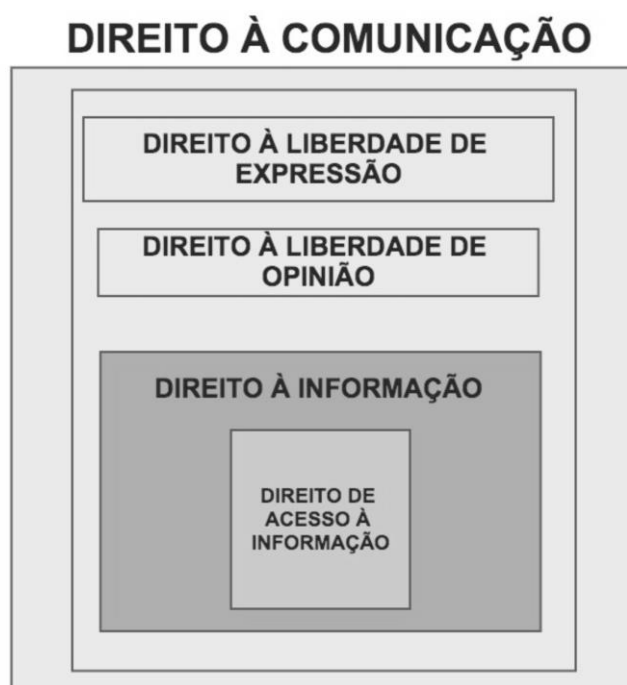 DIREITO À COMUNICAÇÃO
DIREITO À LIBERDADE DE
EXPRESSÃO
DIREITO À LIBERDADE DE
OPINIÃO
DIREITO À INFORMAÇÃO
DIREITO DE
ACESSO À
INFORMAÇÃO